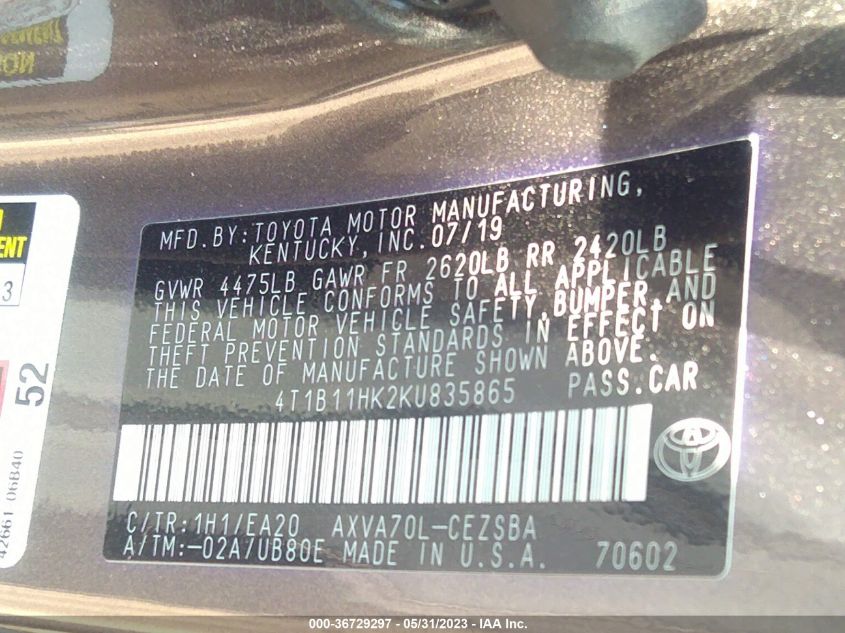 MFD.BY:TOYOTA MOTOR MANUFACTURING,
KENTUCKY, INC. 07/19
GVWR 4475LB GAWR FR 2620LB RR 2420LB
THIS VEHICLE CONFORMS TO ALL APPLICABLE
FEDERAL MOTOR VEHICLE SAFETY,BUMPER,AND
THEFT PREVENTION STANDARDS IN EFFECT ON
THE DATE OF MANUFACTURE SHOWN ABOVE.
4T1B11HK2KU835865 PASS.CAR
C/TR:1H1/EA20 AXVA70L-CEZSBA
A/TM:-02A/UB80E MADE IN U.S.A. 70602
3
52
42661 06B40
000-36729297 - 05/31/2023 - IAA Inc.